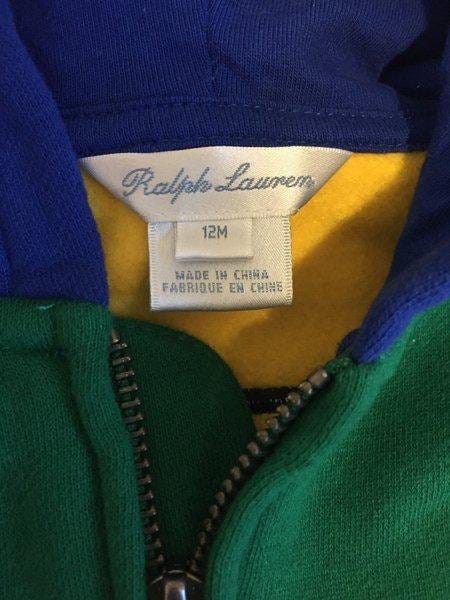 Ralph Lauren
12M
MADE IN CHINA
FABRIQUE EN CHINE